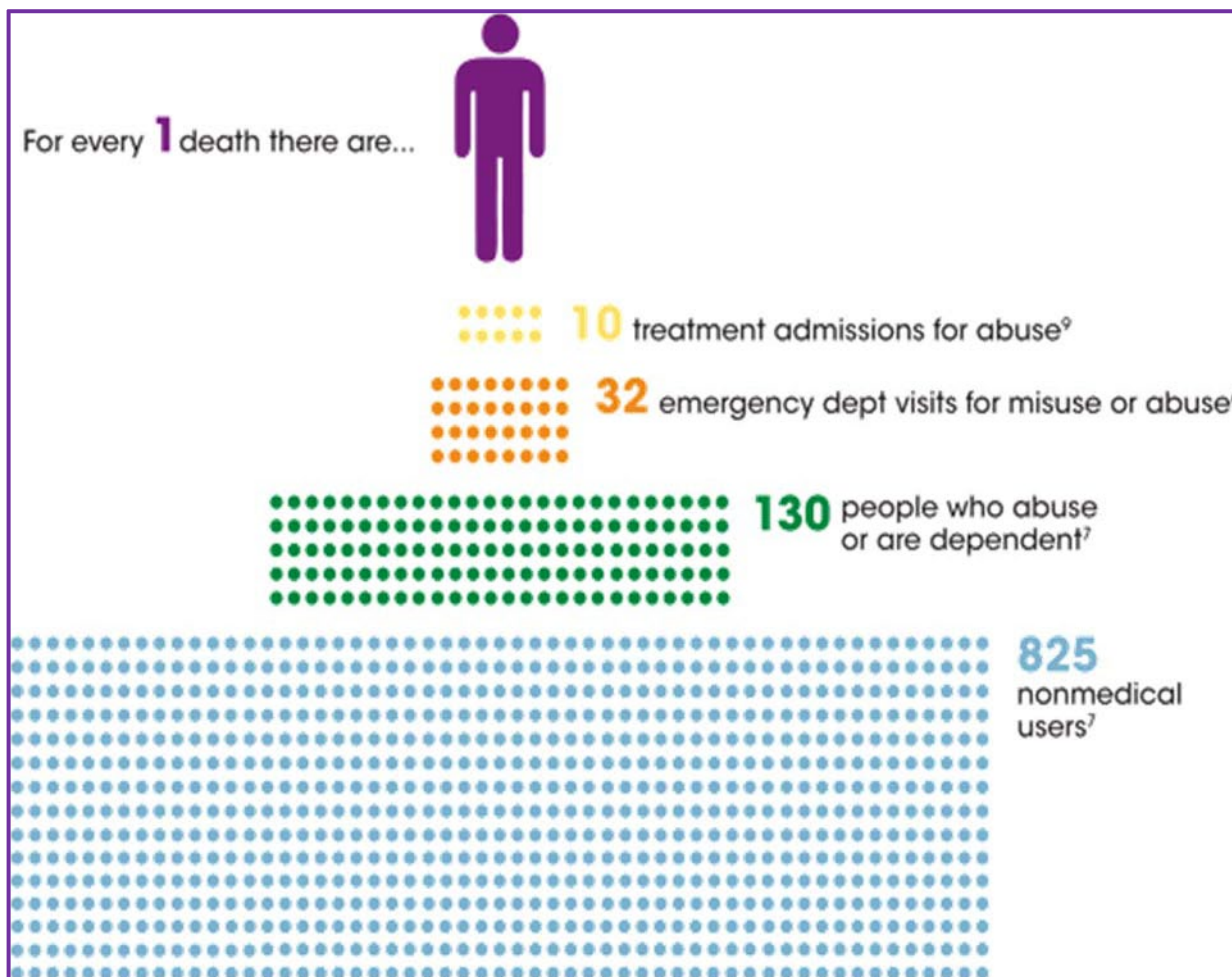 For every 1 death there are...
10 treatment admissions for abuse⁹
32 emergency dept visits for misuse or abuse
130 people who abuse
or are dependent⁷
825
nonmedical
users⁷